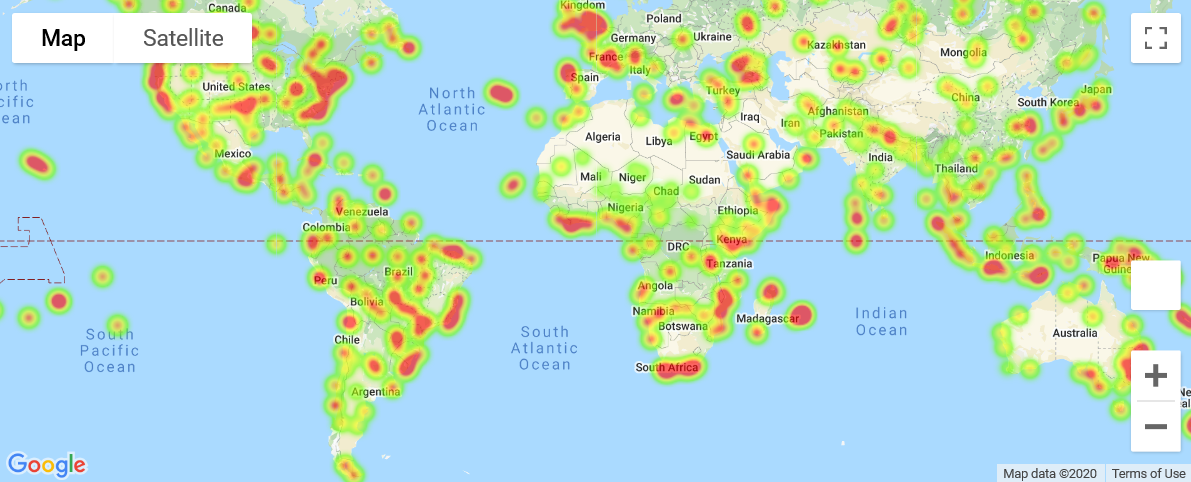 Map
Satellite
Canada
Kingdom
Poland
Germany
Ukraine
Kazakhstan
Mongolia
France
Italy
Spain
Turkey
United States
North
Atlantic
Ocean
China
South Korea
Japan
Afghanistan
Iraq
Iran
Pakistan
Algeria
Libya
Egypt
Mexico
Saudi Arabia
India
Thailand
Mali
Niger
Chad
Sudan
Nigeria
Ethiopia
Venezuela
Colombia
DRC
Kenya
Tanzania
Indonesia
Papua New
Guinea
Peru
Brazil
Angola
Bolivia
Namibia
Botswana
Madagascar
Indian
Ocean
South
Pacific
Ocean
Chile
South
Atlantic
Ocean
Australia
South Africa
Argentina
Google
Map data ©2020
Terms of Use